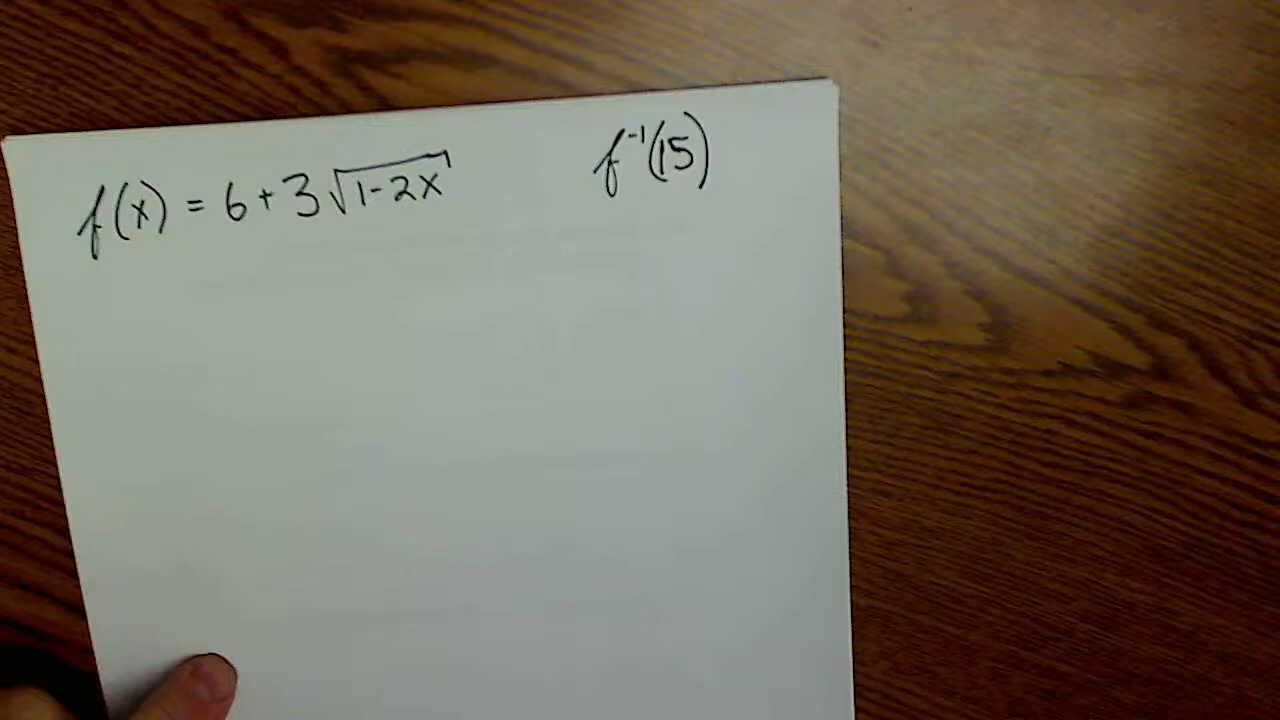 f(x) = 6 + 3√(1-2x) f⁻¹(15)